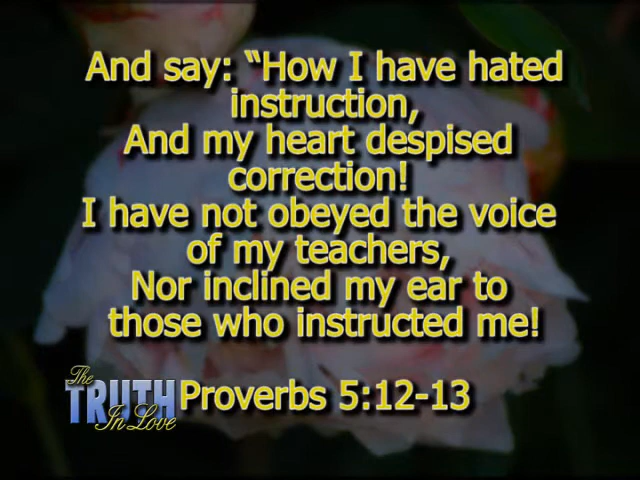 And say: “How I have hated
instruction,
And my heart despised
correction!
I have not obeyed the voice
of my teachers,
Nor inclined my ear to
those who instructed me!
Proverbs 5:12-13
The
TRUTH
In Love